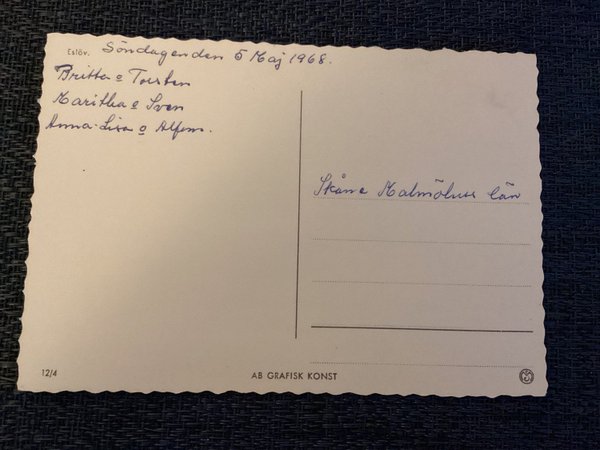 Eslöv. Söndagen den 5 Maj 1968.
Britta o Torsten
Maritha o Sven
Anna-Lisa o Alfons.
Skåne Malmöhus län
12/4
AB GRAFISK KONST